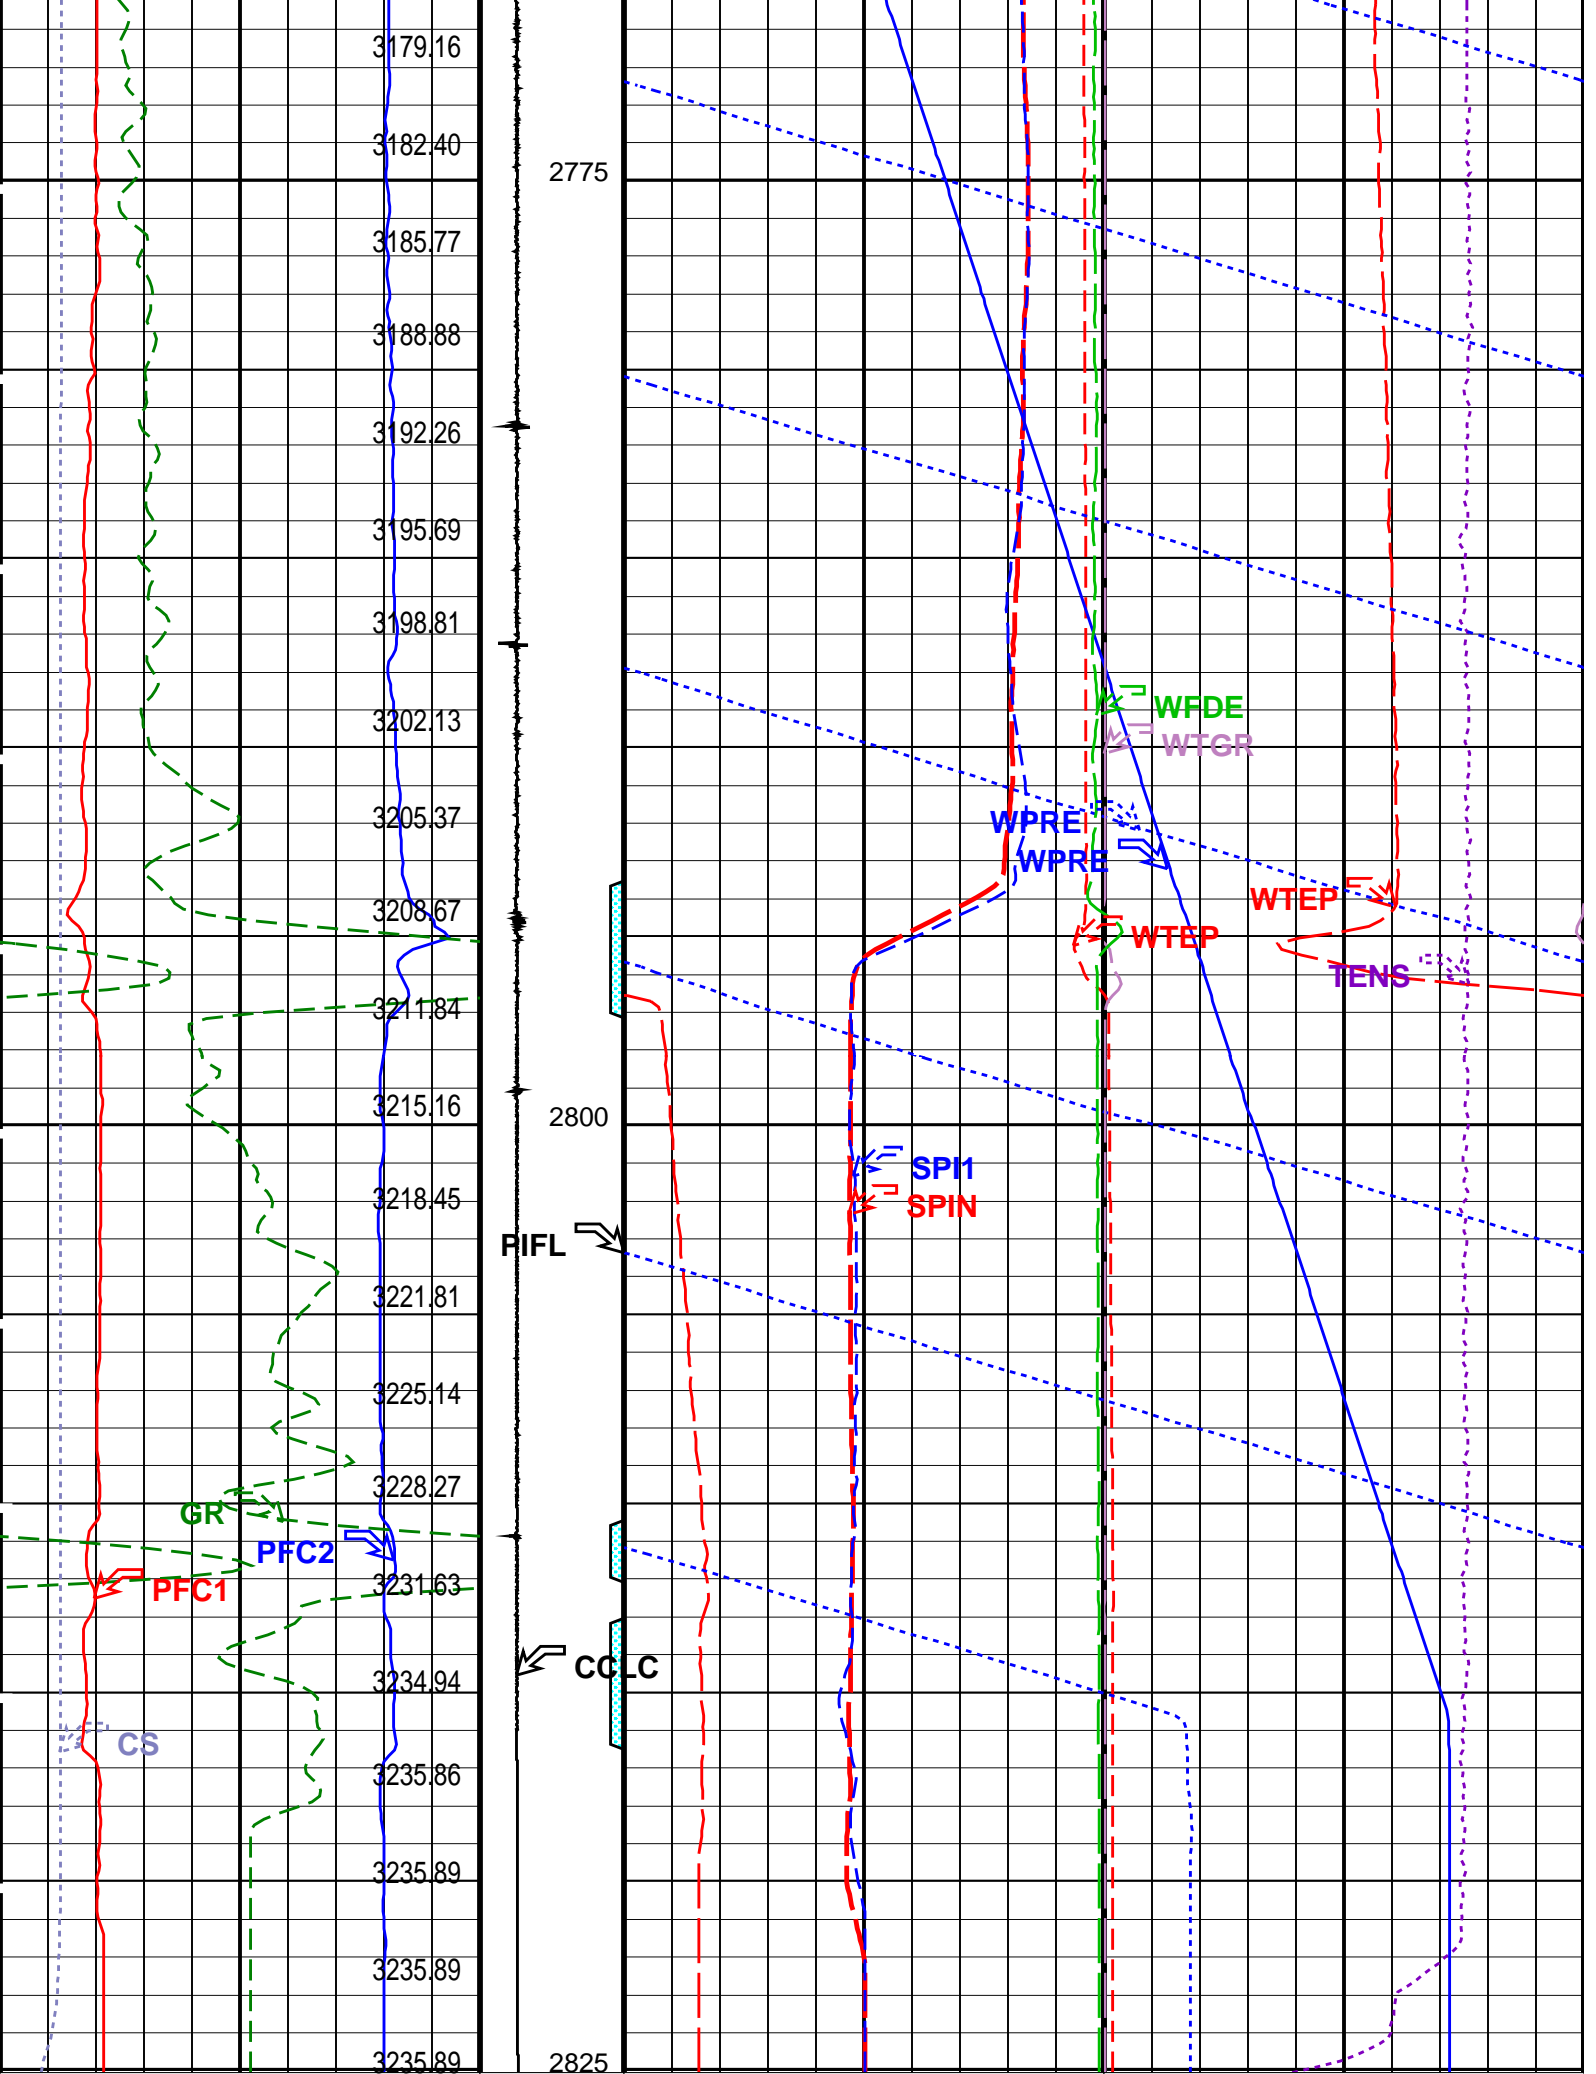 3179.16
3182.40
2775
3185.77
3188.88
3192.26
3195.69
3198.81
WFDE
3202.13
WTGR
3205.37
WPRE
WPRE
WTEP
3208.67
WTEP
TENS
3211.84
3215.16
2800
SPI1
3218.45
SPIN
PIFL
3221.81
3225.14
3228.27
GR
PFC2
3231.63
PFC1
CCLC
3234.94
CS
3235.86
3235.89
3235.89
3235.89
2825